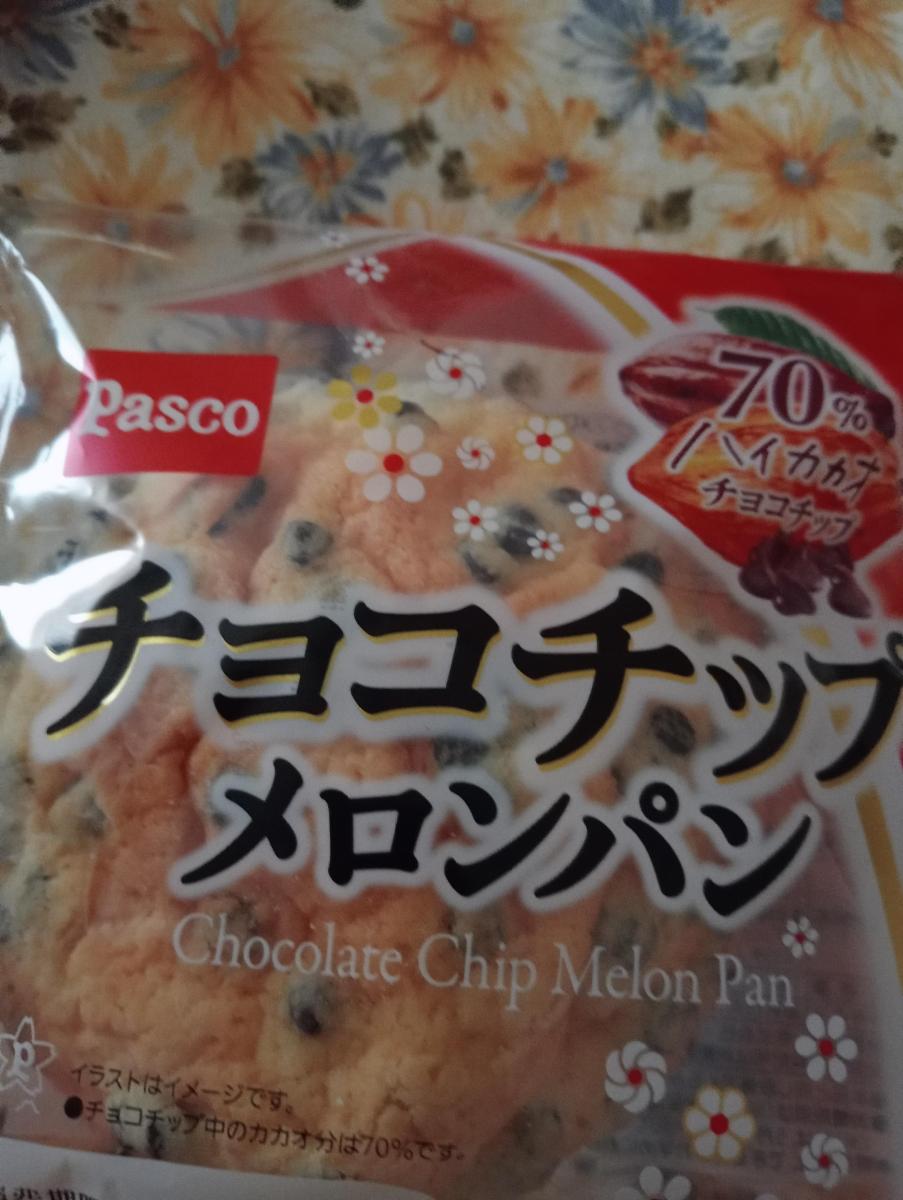 Pasco
70%
ハイカカオ
チョコチップ
チョコチップ
メロンパン
Chocolate Chip Melon Pan
イラストはイメージです。
●チョコチップ中のカカオ分は70%です。